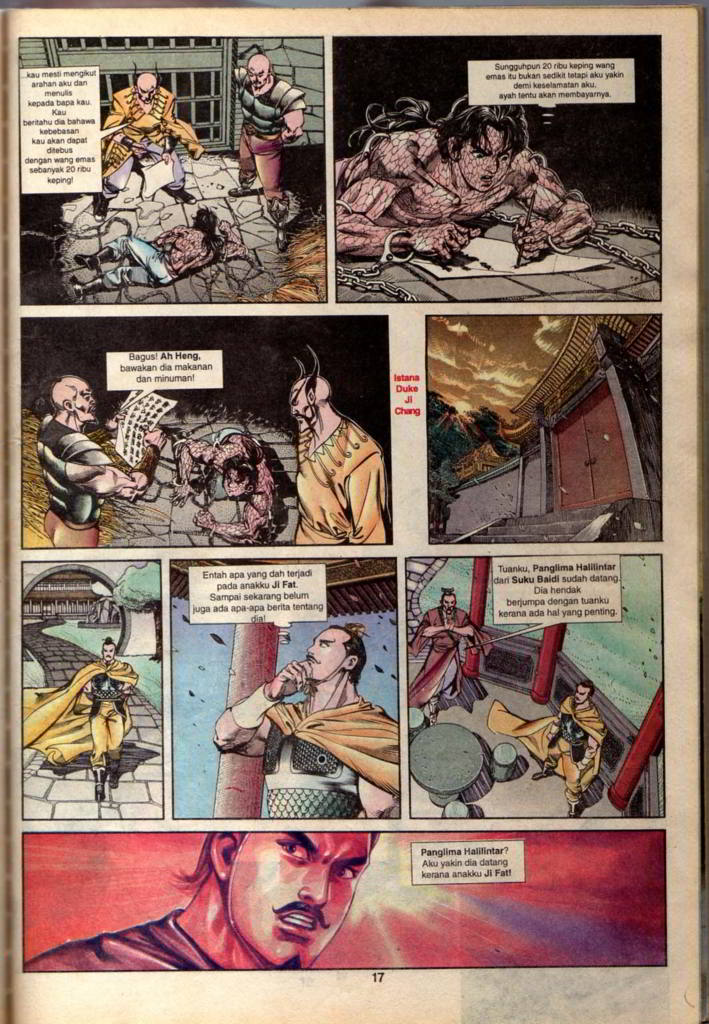 ...kau mesti mengikut
arahan aku dan
menulis
kepada bapa kau.
Kau
beritahu dia bahawa
kebebasan
kau akan dapat
ditebus
dengan wang emas
sebanyak 20 ribu
keping!
Sungguhpun 20 ribu keping wang
emas itu bukan sedikit tetapi aku yakin
demi keselamatan aku,
ayah tentu akan membayarnya.
Bagus! Ah Heng,
bawakan dia makanan
dan minuman!
Istana
Duke
Ji
Chang
Entah apa yang dah terjadi
pada anakku Ji Fat.
Sampai sekarang belum
juga ada apa-apa berita tentang
dia!
Tuanku, Panglima Halilintar
dari Suku Baidi sudah datang.
Dia hendak
berjumpa dengan tuanku
kerana ada hal yang penting.
Panglima Halilintar?
Aku yakin dia datang
kerana anakku Ji Fat!
17